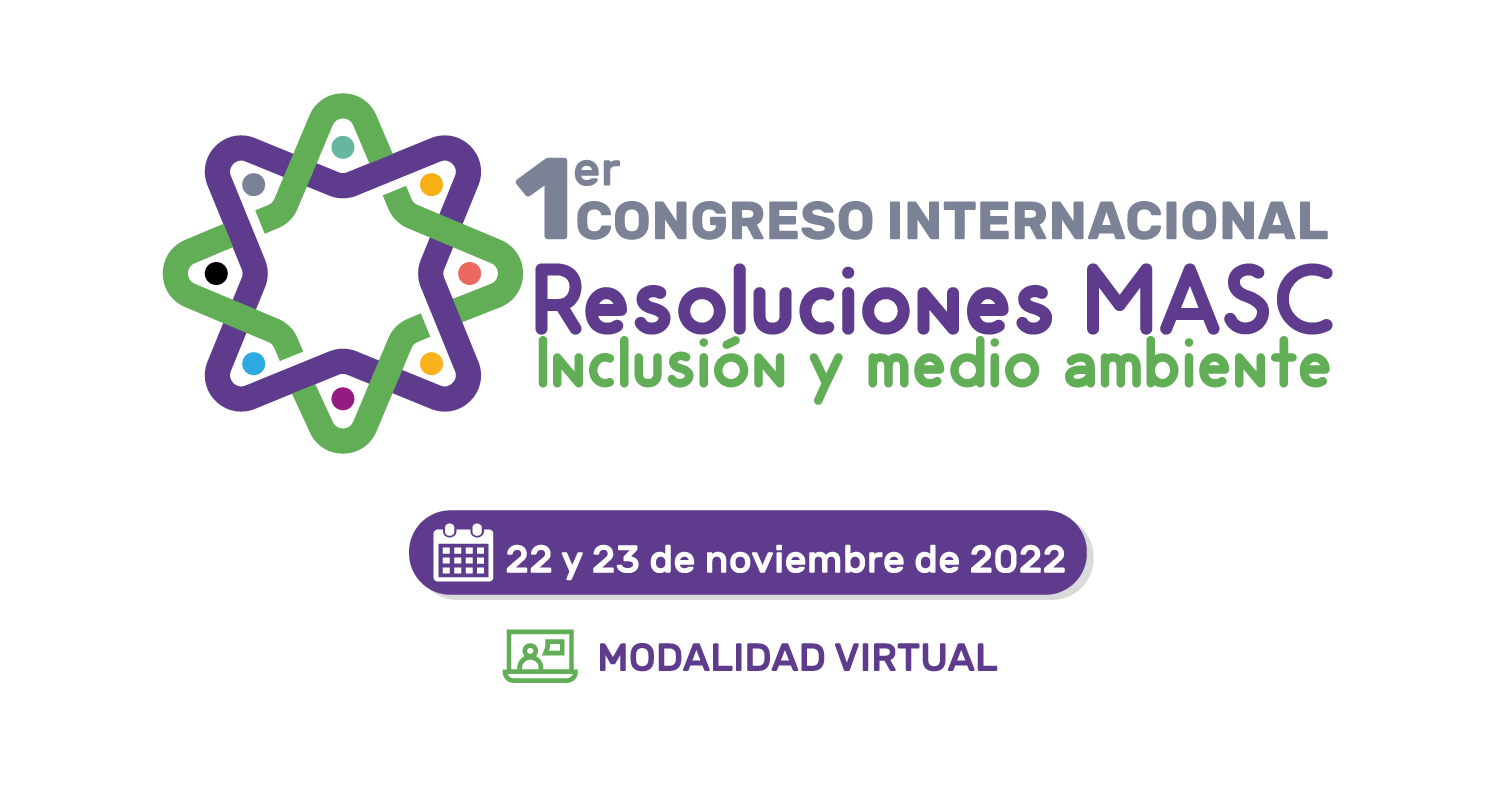 1er
CONGRESO INTERNACIONAL
Resoluciones MASC
Inclusión y medio ambiente
22 y 23 de noviembre de 2022
MODALIDAD VIRTUAL